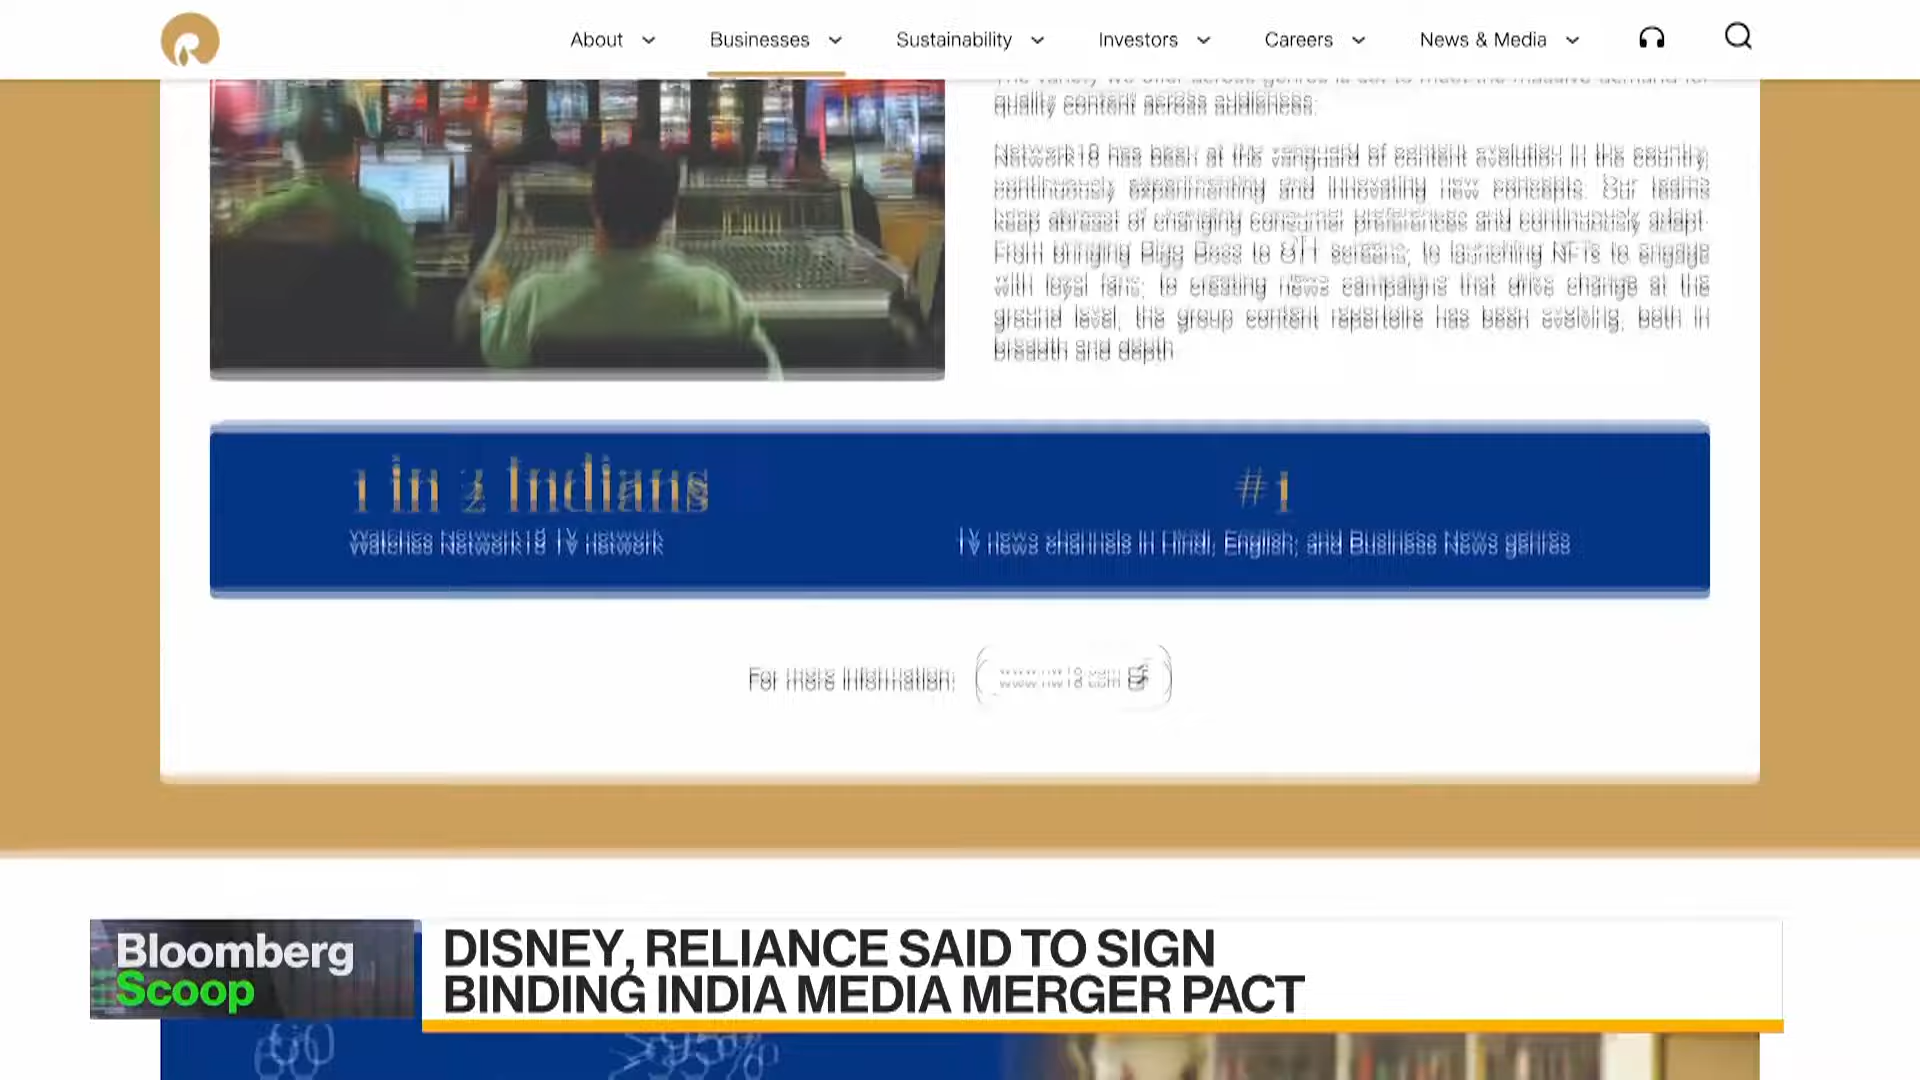 About
Businesses
Sustainability
Investors
Careers
News & Media
quality content across audiences.
Network18 has been at the vanguard of content evolution in the country,
continuously experimenting and innovating new concepts. Our teams
keep abreast of changing consumer preferences and continuously adapt.
From bringing Bigg Boss to OTT screens; to launching NFTs to engage
with loyal fans; to creating news campaigns that drive change at the
ground level, the group content repertoire has been evolving, both in
breadth and depth.
1 in 2 Indians
#1
Watches Network18 TV network
TV news channels in Hindi, English, and Business News genres
For more information:
www.nw18.com
Bloomberg
Scoop
DISNEY, RELIANCE SAID TO SIGN
BINDING INDIA MEDIA MERGER PACT